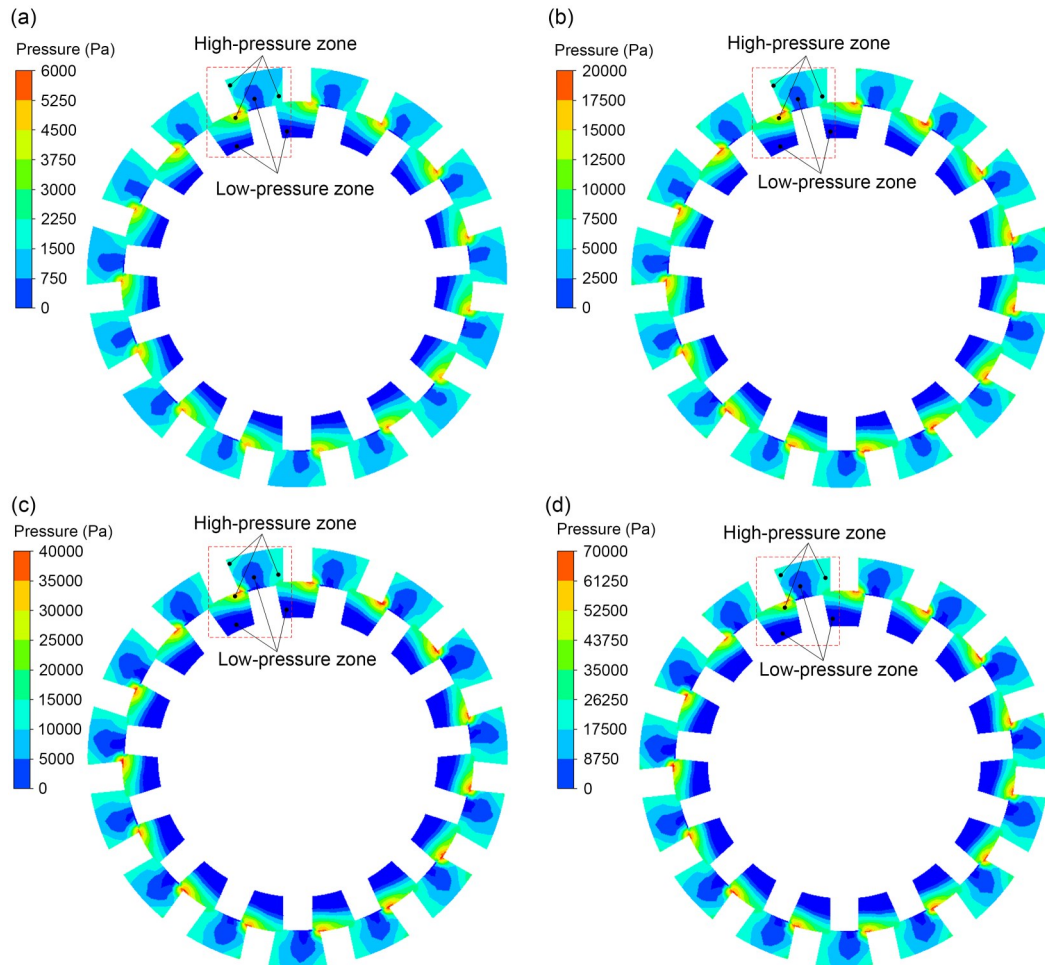 (a)
High-pressure zone
Pressure (Pa)
6000
5250
4500
3750
3000
2250
1500
750
0
Low-pressure zone
(b)
High-pressure zone
Pressure (Pa)
20000
17500
15000
12500
10000
7500
5000
2500
0
Low-pressure zone
(c)
High-pressure zone
Pressure (Pa)
40000
35000
30000
25000
20000
15000
10000
5000
0
Low-pressure zone
(d)
High-pressure zone
Pressure (Pa)
70000
61250
52500
43750
35000
26250
17500
8750
0
Low-pressure zone